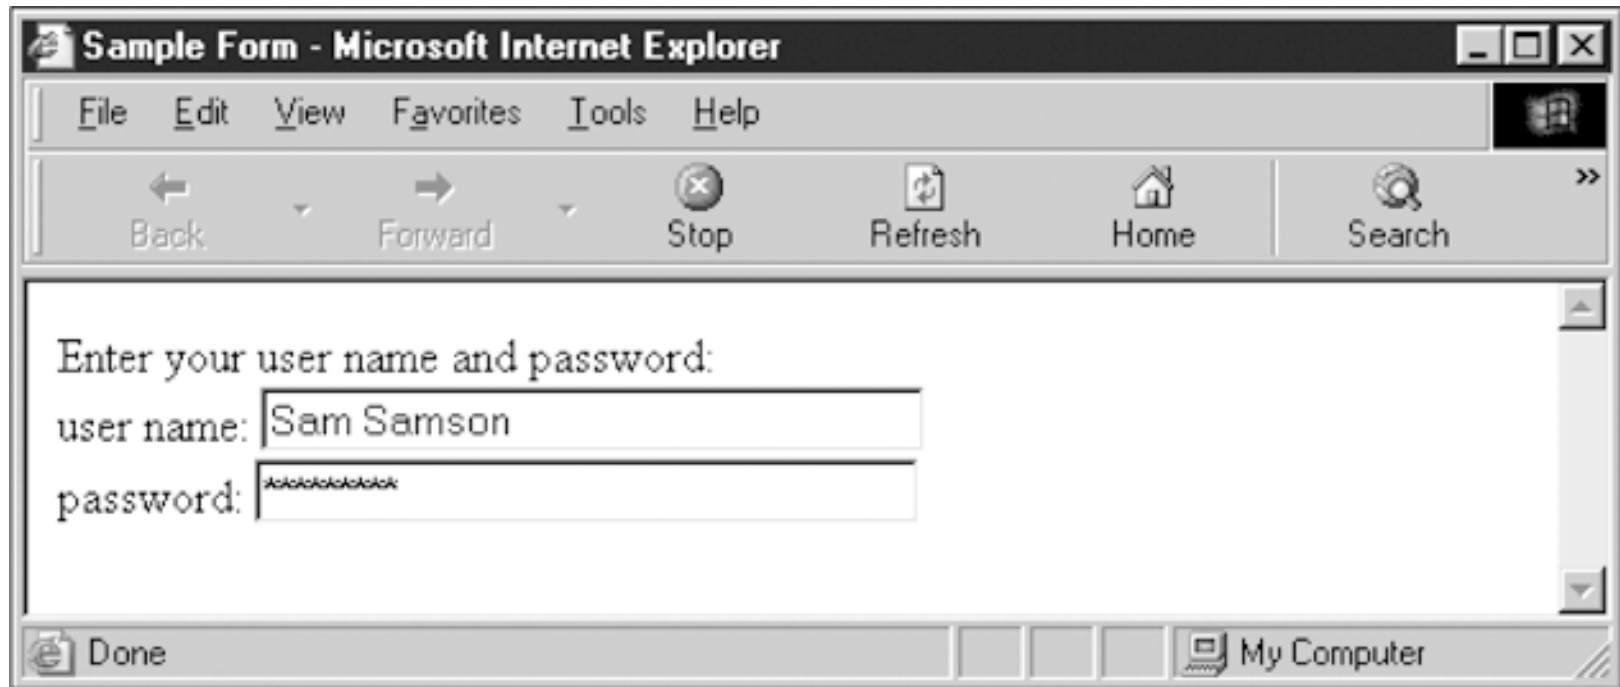 Sample Form - Microsoft Internet Explorer
File Edit View Favorites Tools Help
Back Forward Stop Refresh Home Search »
Enter your user name and password:
user name: Sam Samson
password: **********
Done My Computer